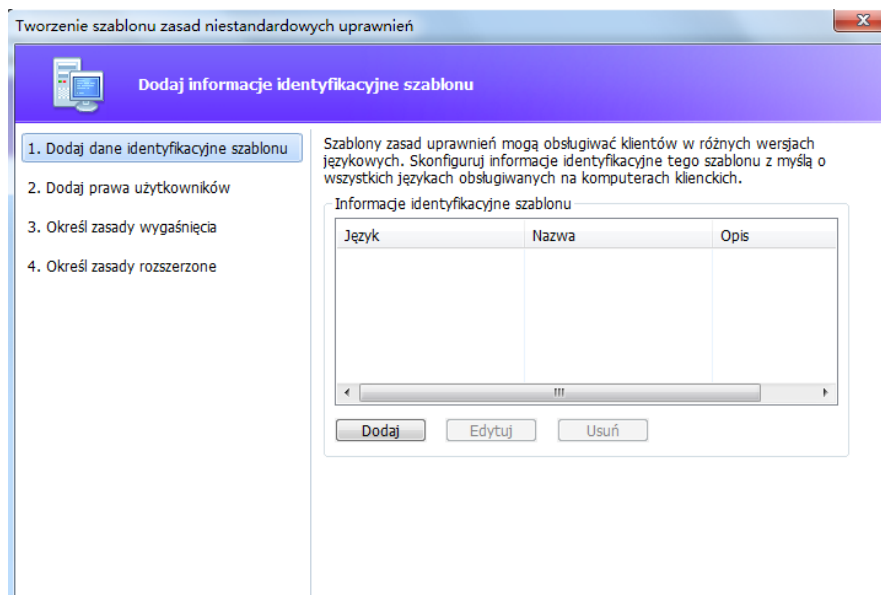 Tworzenie szablonu zasad niestandardowych uprawnień
Dodaj informacje identyfikacyjne szablonu
1. Dodaj dane identyfikacyjne szablonu
2. Dodaj prawa użytkowników
3. Określ zasady wygaśnięcia
4. Określ zasady rozszerzone
Szablony zasad uprawnień mogą obsługiwać klientów w różnych wersjach
językowych. Skonfiguruj informacje identyfikacyjne tego szablonu z myślą o
wszystkich językach obsługiwanych na komputerach klienckich.
Informacje identyfikacyjne szablonu
Język Nazwa Opis
Dodaj Edytuj Usuń